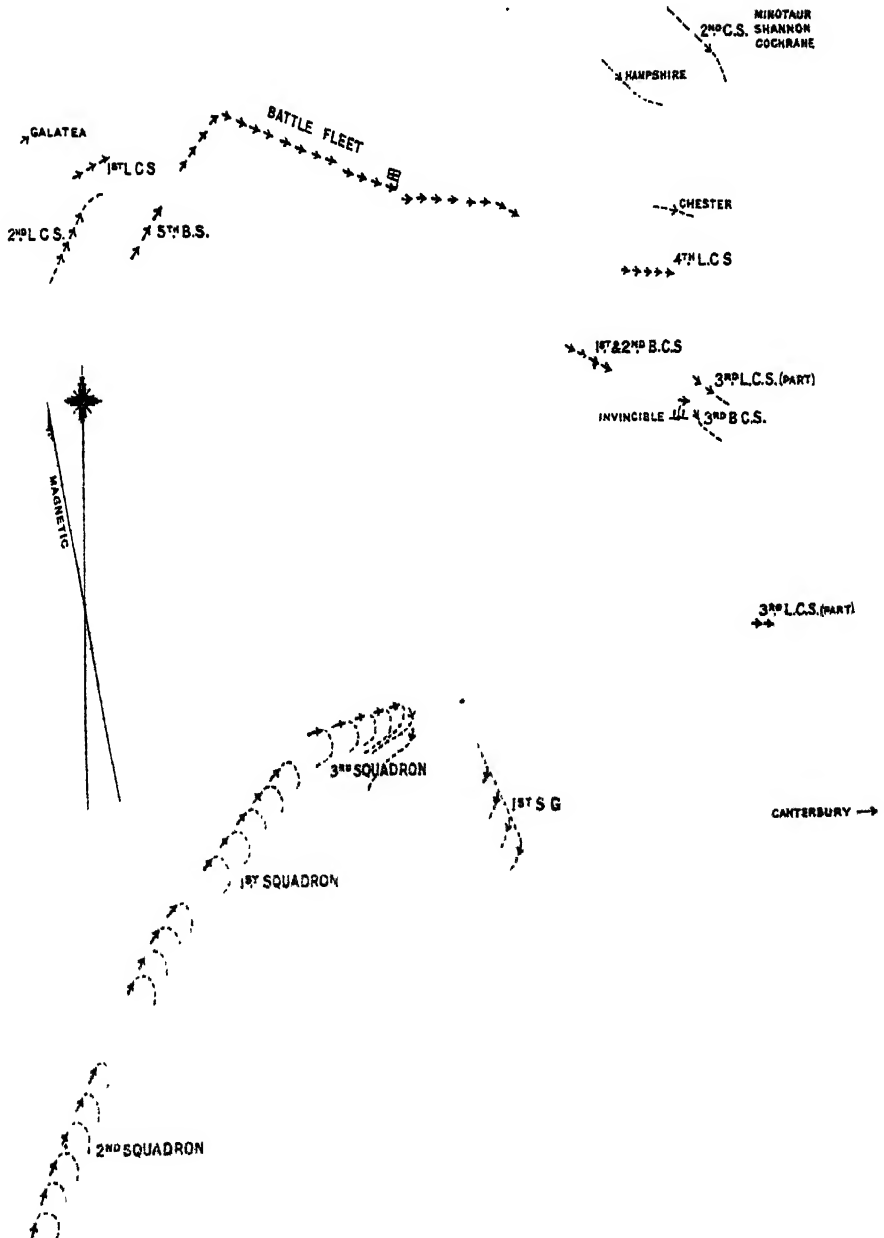 2ND C.S.
MINOTAUR
SHANNON
COCHRANE
HAMPSHIRE
GALATEA
BATTLE FLEET
1ST L C S
CHESTER
2ND L.C.S.
5TH B.S.
4TH L.C.S
1ST & 2ND B.C.S
3RD L.C.S. (PART)
INVINCIBLE
3RD B C.S.
MAGNETIC
3RD L.C.S. (PART)
3RD SQUADRON
1ST S G
CANTERBURY
1ST SQUADRON
2ND SQUADRON